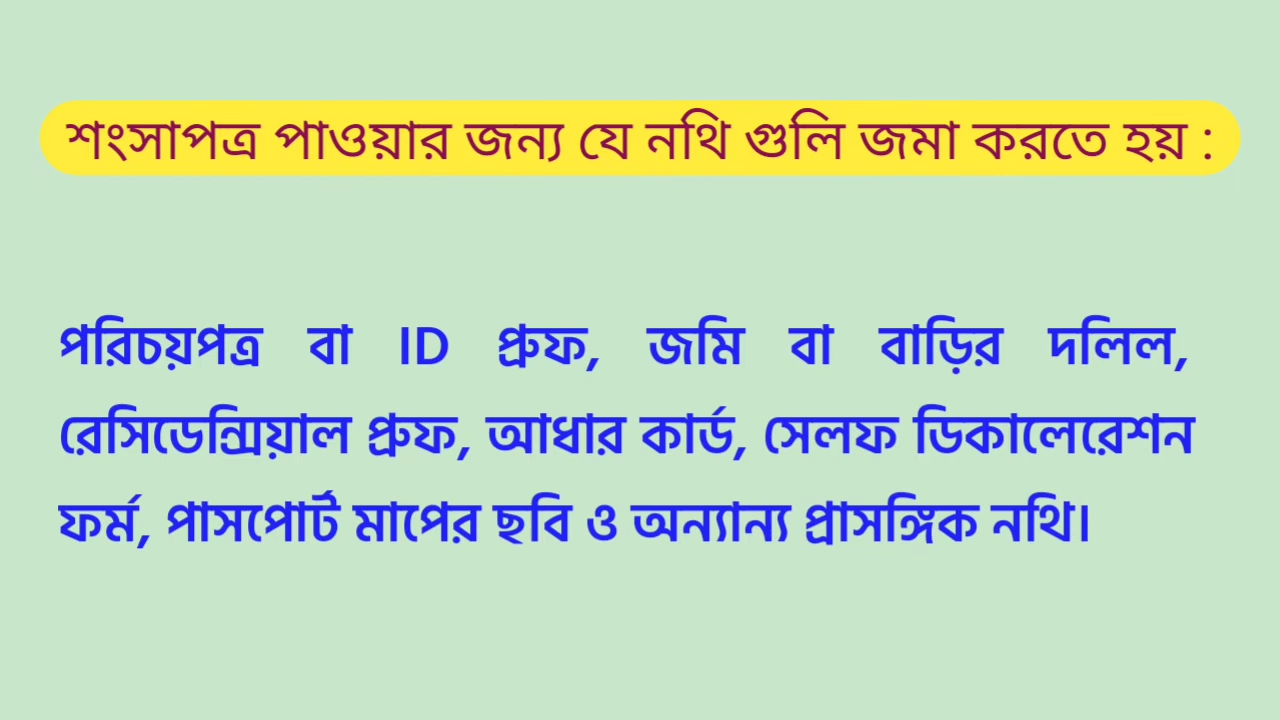 শংসাপত্র পাওয়ার জন্য যে নথি গুলি জমা করতে হয় :
পরিচয়পত্র বা ID প্রুফ, জমি বা বাড়ির দলিল,
রেসিডেন্সিয়াল প্রুফ, আধার কার্ড, সেলফ ডিকালেরেশন
ফর্ম, পাসপোর্ট মাপের ছবি ও অন্যান্য প্রাসঙ্গিক নথি।